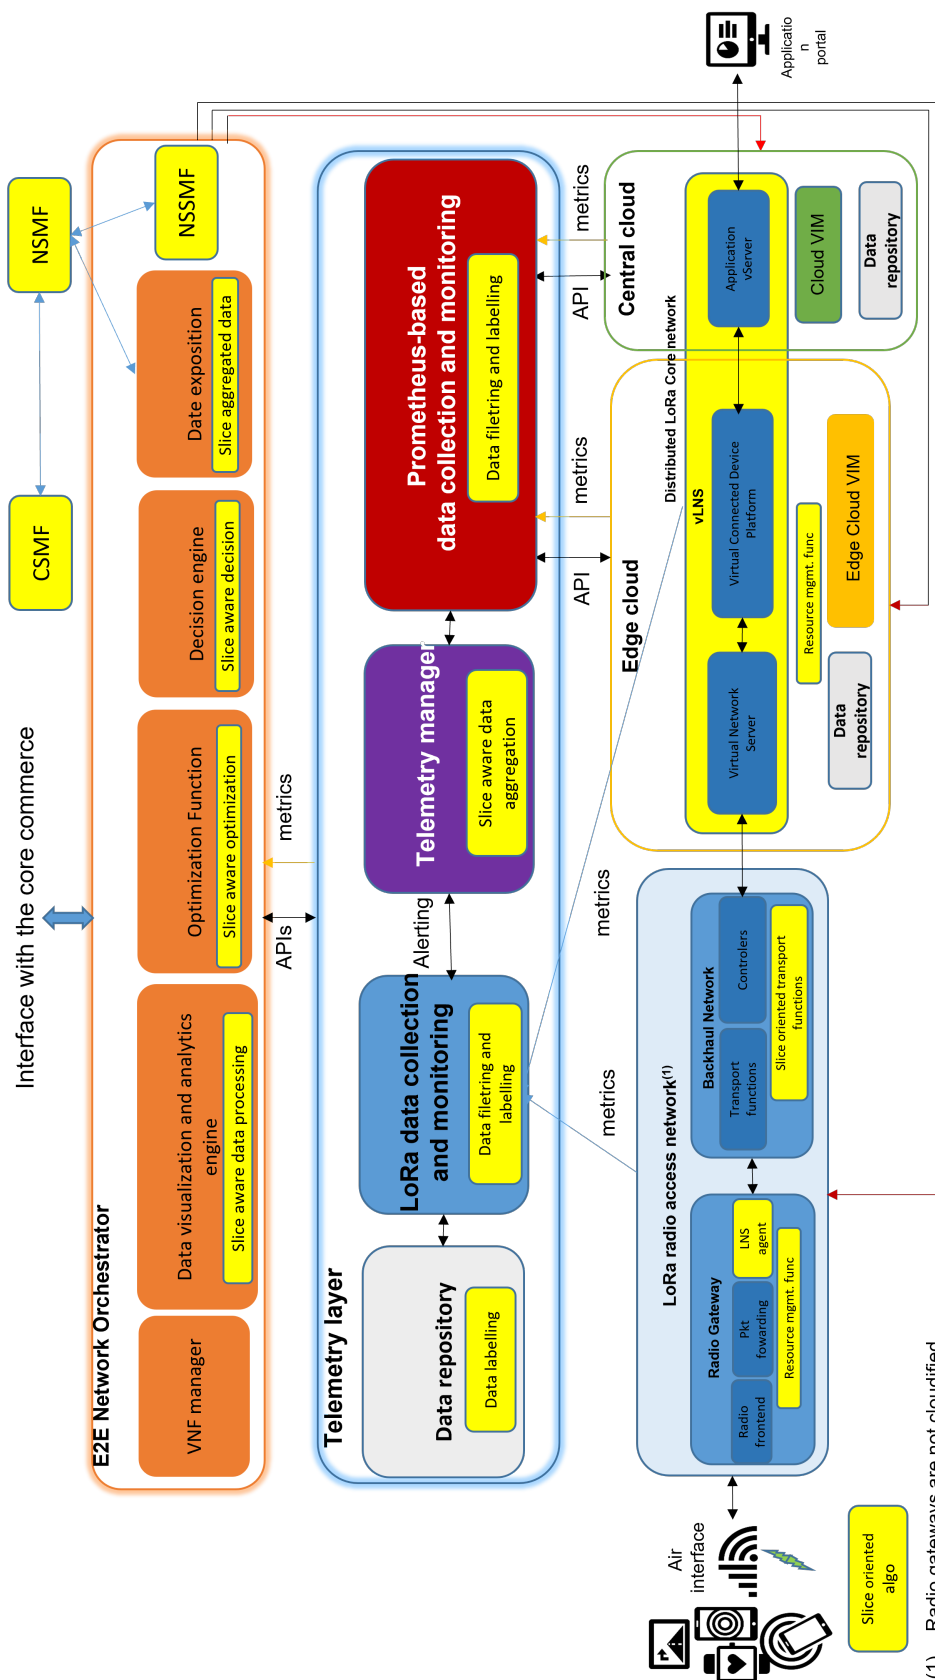 Interface with the core commerce
CSMF
NSMF
E2E Network Orchestrator
VNF manager
Data visualization and analytics
engine
Slice aware data processing
Optimization Function
Slice aware optimization
Decision engine
Slice aware decision
Date exposition
Slice aggregated data
NSSMF
APIs
metrics
Telemetry layer
Data repository
Data labelling
LoRa data collection
and monitoring
Data filetring and
labelling
Alerting
Telemetry manager
Slice aware data
aggregation
Prometheus-based
data collection and monitoring
Data filetring and labelling
metrics
metrics
API
metrics
API
metrics
LoRa radio access network(1)
Radio Gateway
Radio
frontend
Pkt
fowarding
LNS
agent
Resource mgmt. func
Backhaul Network
Transport
functions
Controlers
Slice oriented transport
functions
Edge cloud
Distributed LoRa Core network
vLNS
Virtual Network
Server
Virtual Connected Device
Platform
Resource mgmt. func
Data
repository
Edge Cloud VIM
Central cloud
Application
vServer
Cloud VIM
Data
repository
Applicatio
n
portal
Air
interface
Slice oriented
algo
(1) Radio gateways are not cloudified